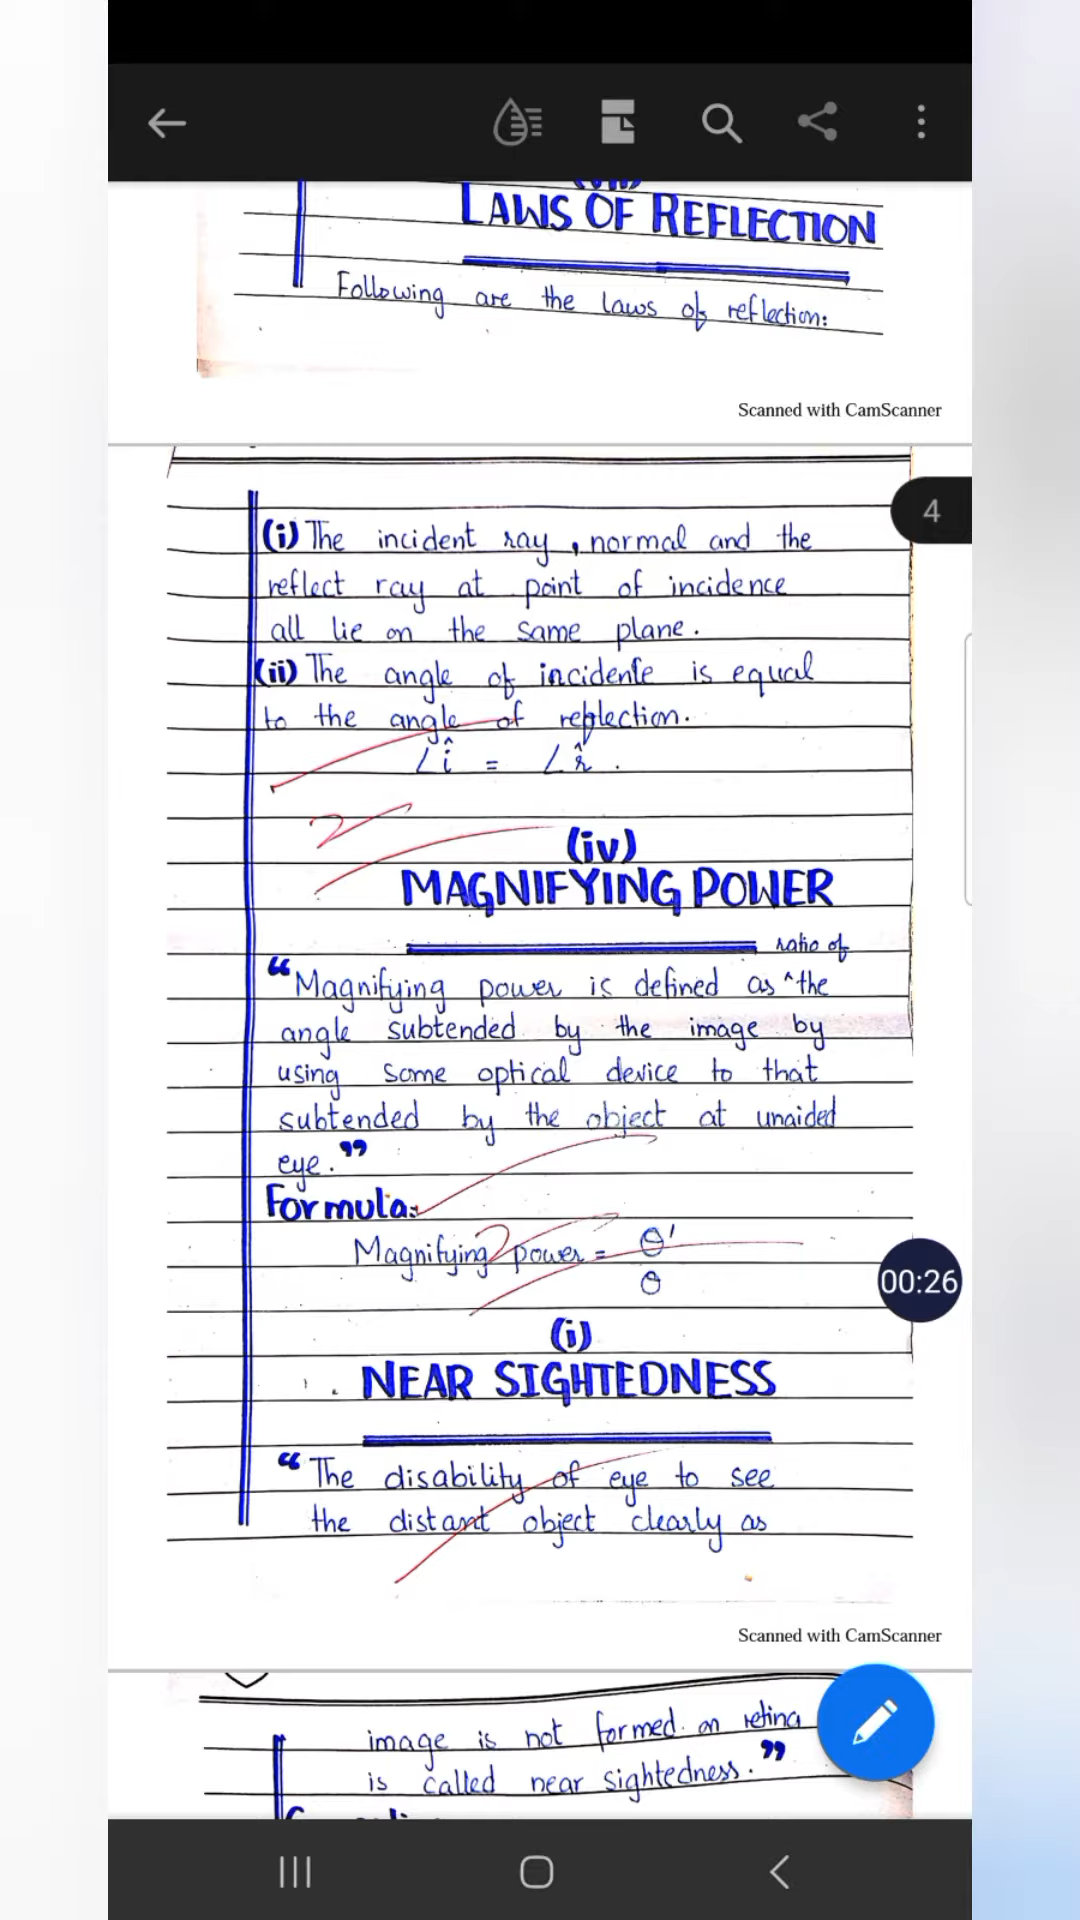 LAWS OF REFLECTION
Following are the laws of reflection:
Scanned with CamScanner
4
(i) The incident ray, normal and the
reflect ray at point of incidence
all lie on the same plane.
(ii) The angle of incidente is equal
to the angle of reflection.
∠î = ∠r̂.
2
(iv)
MAGNIFYING POWER
ratio of
“Magnifying power is defined as ^the
angle subtended by the image by
using some optical device to that
subtended by the object at unaided
eye.”
Formula:
Magnifying power = θ'
θ
2
00:26
(i)
NEAR SIGHTEDNESS
“The disability of eye to see
the distant object clearly as
Scanned with CamScanner
image is not formed on retina
is called near sightedness.”